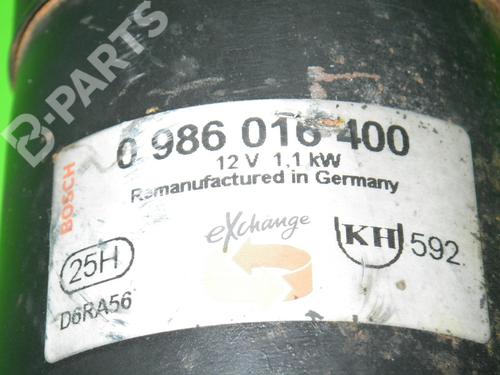 B-PARTS
BOSCH
0 986 016 400
12 V 1,1 kW
Remanufactured in Germany
eXchange
25H
KH 592
D6RA56